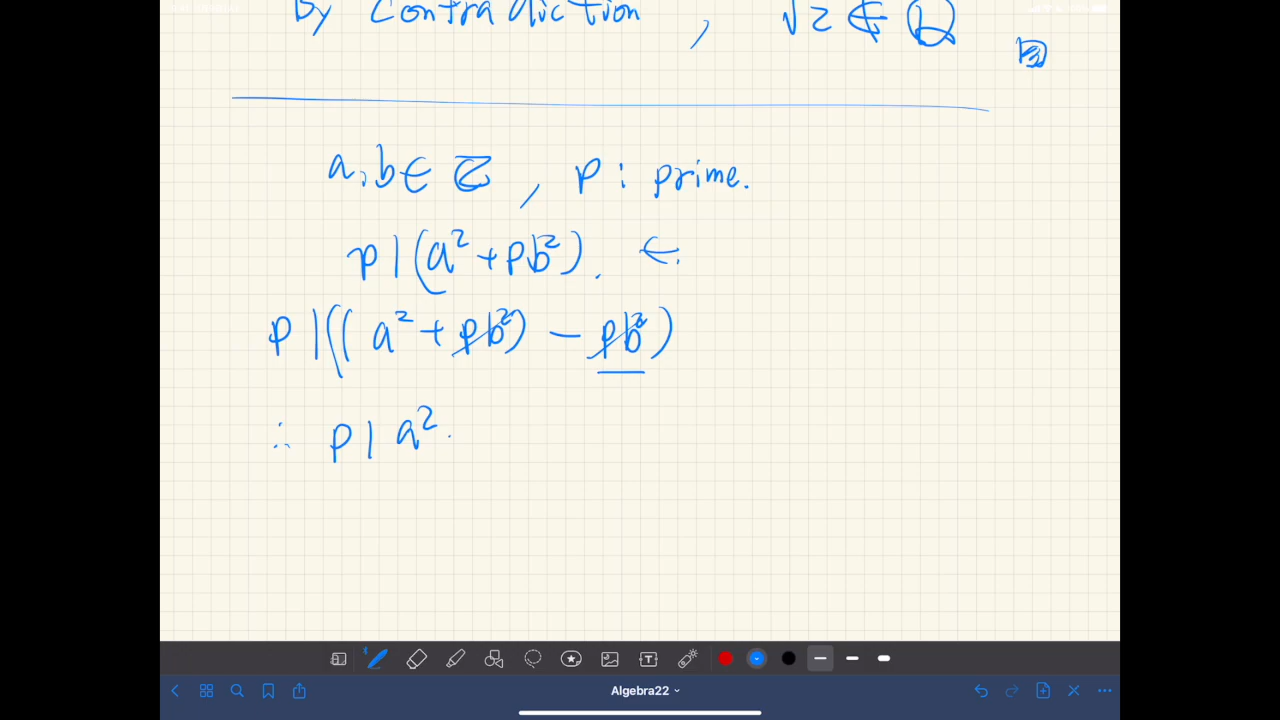 By Contradiction, √2 ∉ Q
a, b ∈ Z, p : prime.
p | (a² + pb²). ←
p | ((a² + pb²) − pb²)
∴ p | a².
Algebra22